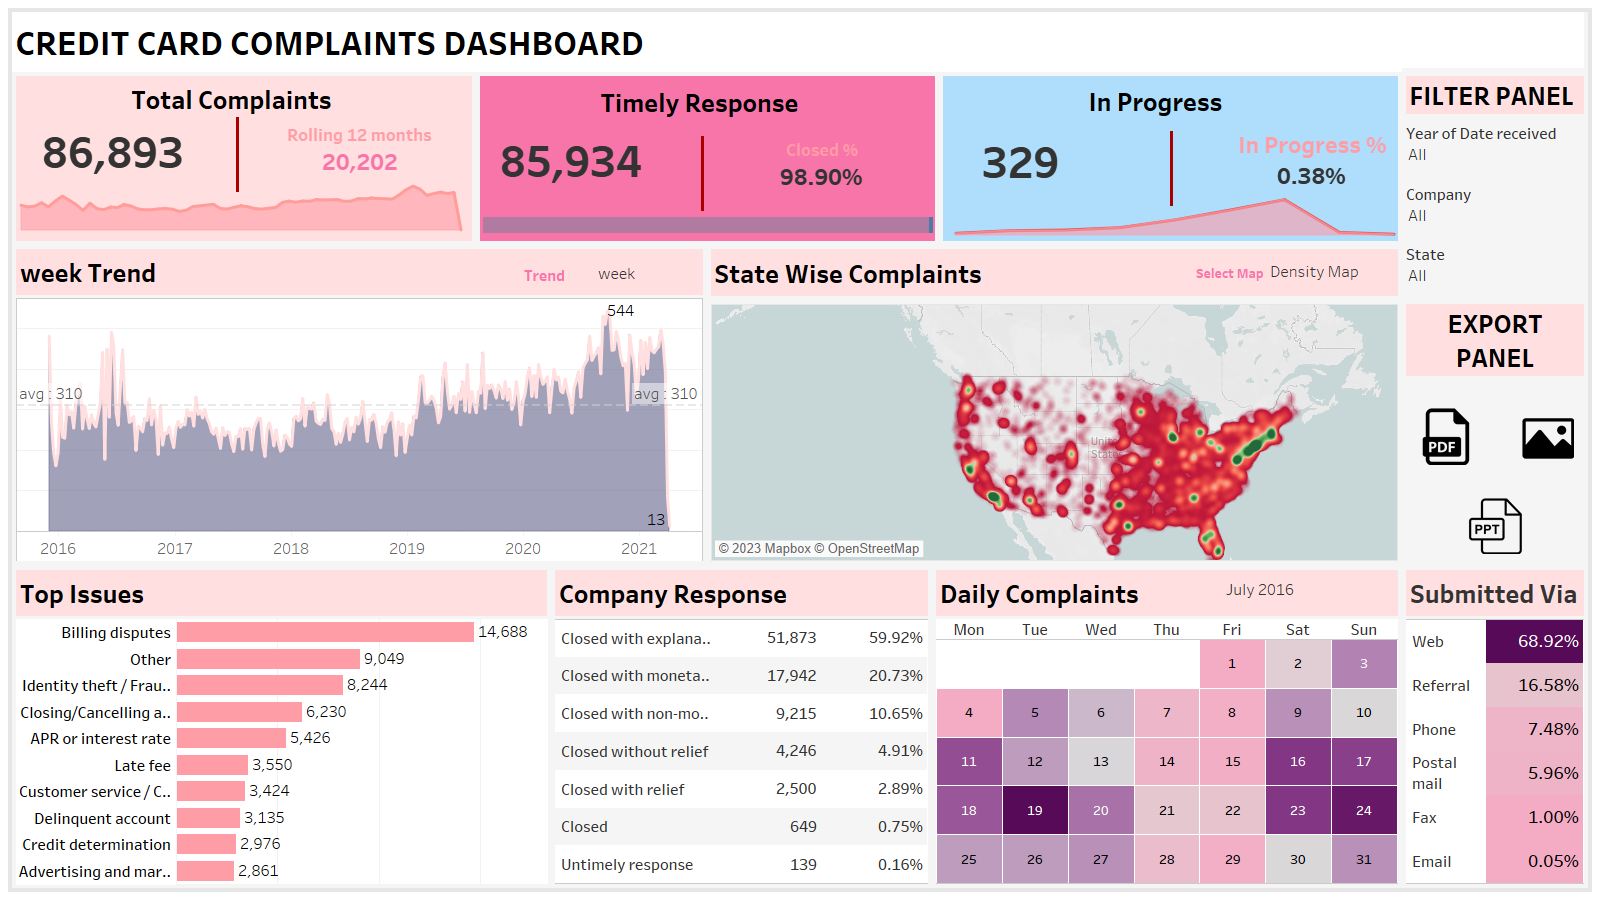 CREDIT CARD COMPLAINTS DASHBOARD
Total Complaints
86,893
Rolling 12 months
20,202
Timely Response
85,934
Closed %
98.90%
In Progress
329
In Progress %
0.38%
FILTER PANEL
Year of Date received
All
Company
All
State
All
week Trend
Trend week
544
avg : 310
avg : 310
13
2016 2017 2018 2019 2020 2021
State Wise Complaints
Select Map Density Map
United
States
© 2023 Mapbox © OpenStreetMap
EXPORT
PANEL
PDF
PPT
Top Issues
Billing disputes 14,688
Other 9,049
Identity theft / Frau.. 8,244
Closing/Cancelling a.. 6,230
APR or interest rate 5,426
Late fee 3,550
Customer service / C.. 3,424
Delinquent account 3,135
Credit determination 2,976
Advertising and mar.. 2,861
Company Response
Closed with explana.. 51,873 59.92%
Closed with moneta.. 17,942 20.73%
Closed with non-mo.. 9,215 10.65%
Closed without relief 4,246 4.91%
Closed with relief 2,500 2.89%
Closed 649 0.75%
Untimely response 139 0.16%
Daily Complaints July 2016
Mon Tue Wed Thu Fri Sat Sun
1 2 3
4 5 6 7 8 9 10
11 12 13 14 15 16 17
18 19 20 21 22 23 24
25 26 27 28 29 30 31
Submitted Via
Web 68.92%
Referral 16.58%
Phone 7.48%
Postal
mail 5.96%
Fax 1.00%
Email 0.05%